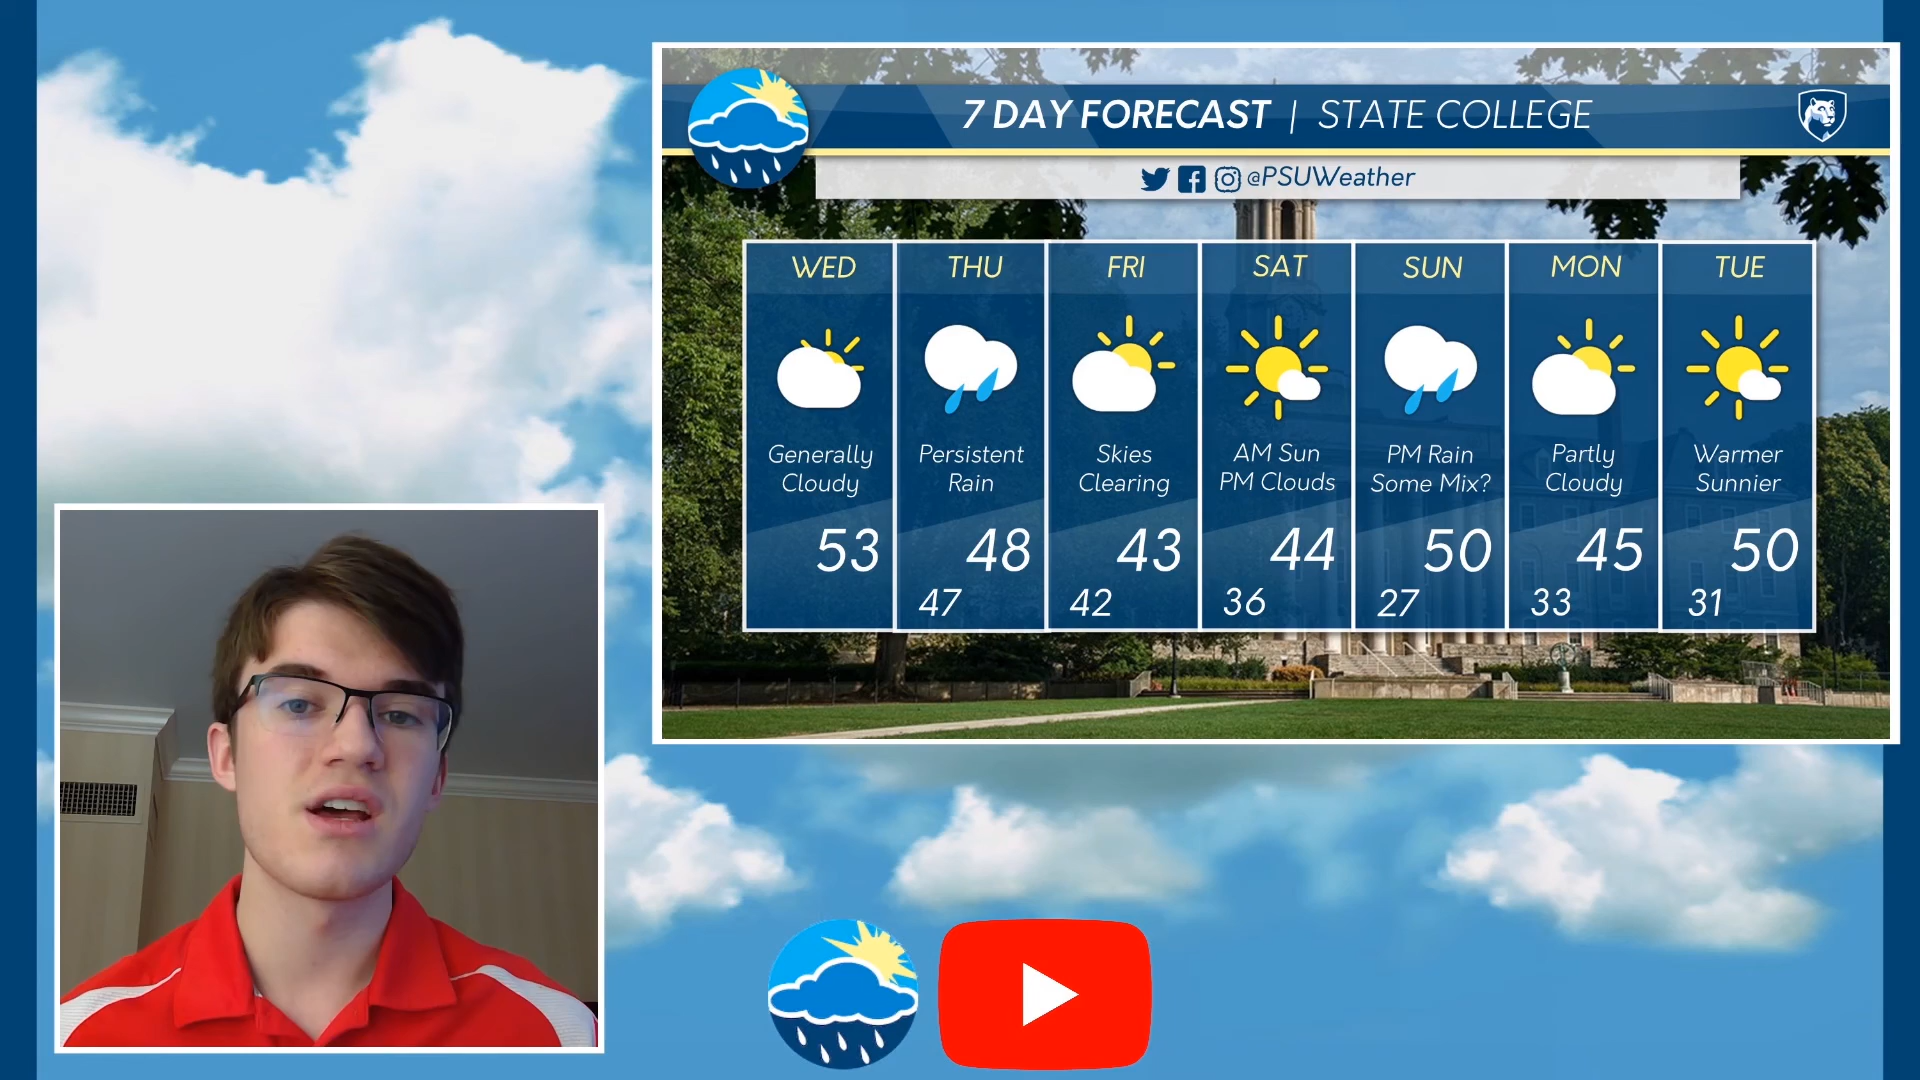 7 DAY FORECAST | STATE COLLEGE
@PSUWeather
WED
Generally
Cloudy
53
THU
Persistent
Rain
48
47
FRI
Skies
Clearing
43
42
SAT
AM Sun
PM Clouds
44
36
SUN
PM Rain
Some Mix?
50
27
MON
Partly
Cloudy
45
33
TUE
Warmer
Sunnier
50
31